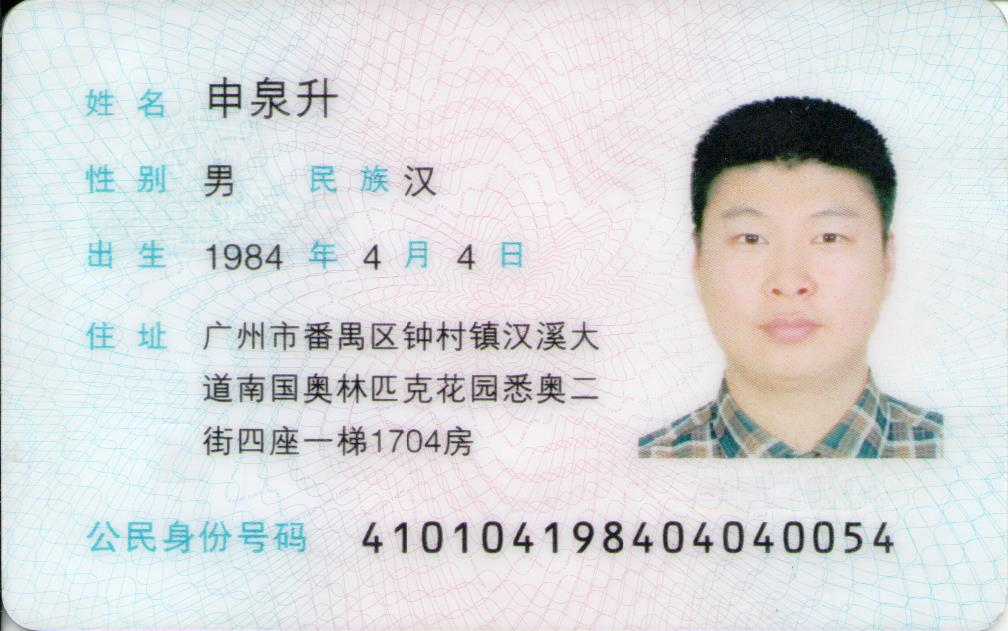 姓 名 申泉升
性 别 男 民 族 汉
出 生 1984 年 4 月 4 日
住 址 广州市番禺区钟村镇汉溪大
道南国奥林匹克花园悉奥二
街四座一梯1704房
公民身份号码 410104198404040054